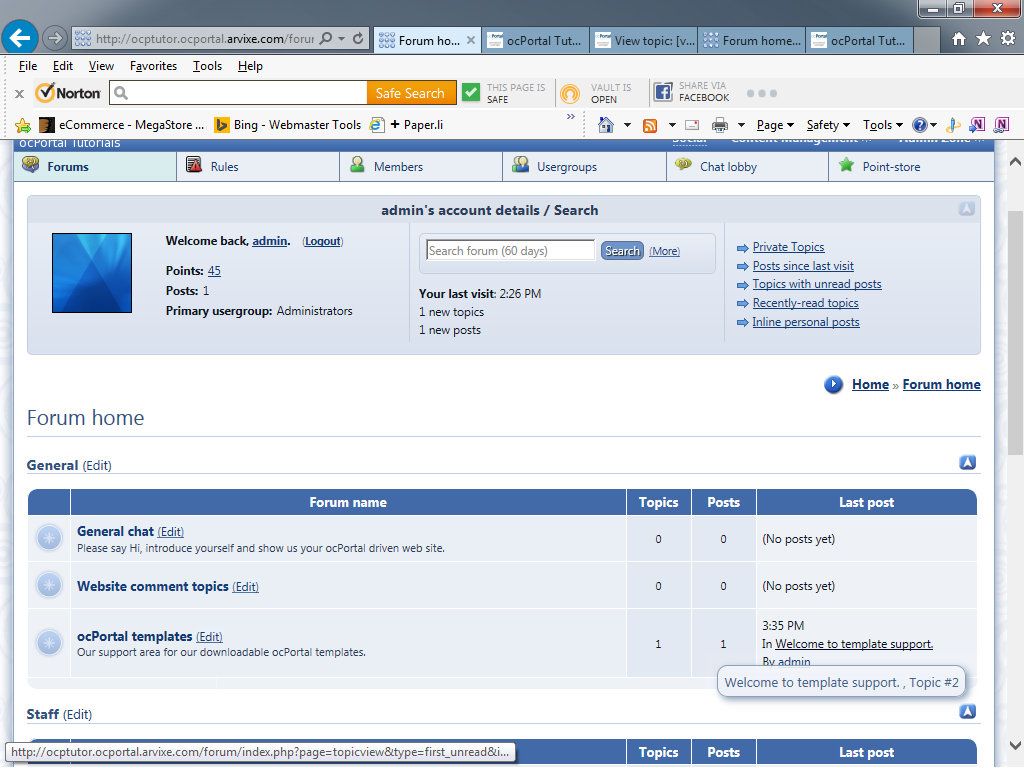 http://ocptutor.ocportal.arvixe.com/forur
Forum ho...
ocPortal Tut...
View topic: [v...
Forum home...
ocPortal Tut...
File Edit View Favorites Tools Help
Norton
Safe Search
THIS PAGE IS
SAFE
VAULT IS
OPEN
SHARE VIA
FACEBOOK
eCommerce - MegaStore ...
Bing - Webmaster Tools
+ Paper.li
Page
Safety
Tools
ocPortal Tutorials
Social
Content Management
Admin Zone
Forums
Rules
Members
Usergroups
Chat lobby
Point-store
admin's account details / Search
Welcome back, admin. (Logout)
Points: 45
Posts: 1
Primary usergroup: Administrators
Search forum (60 days)
Search
(More)
Your last visit: 2:26 PM
1 new topics
1 new posts
Private Topics
Posts since last visit
Topics with unread posts
Recently-read topics
Inline personal posts
Home » Forum home
Forum home
General (Edit)
Forum name Topics Posts Last post
General chat (Edit)
Please say Hi, introduce yourself and show us your ocPortal driven web site.
0 0 (No posts yet)
Website comment topics (Edit)
0 0 (No posts yet)
ocPortal templates (Edit)
Our support area for our downloadable ocPortal templates.
1 1
3:35 PM
In Welcome to template support.
By admin
Welcome to template support. , Topic #2
Staff (Edit)
http://ocptutor.ocportal.arvixe.com/forum/index.php?page=topicview&type=first_unread&i...
Topics Posts Last post